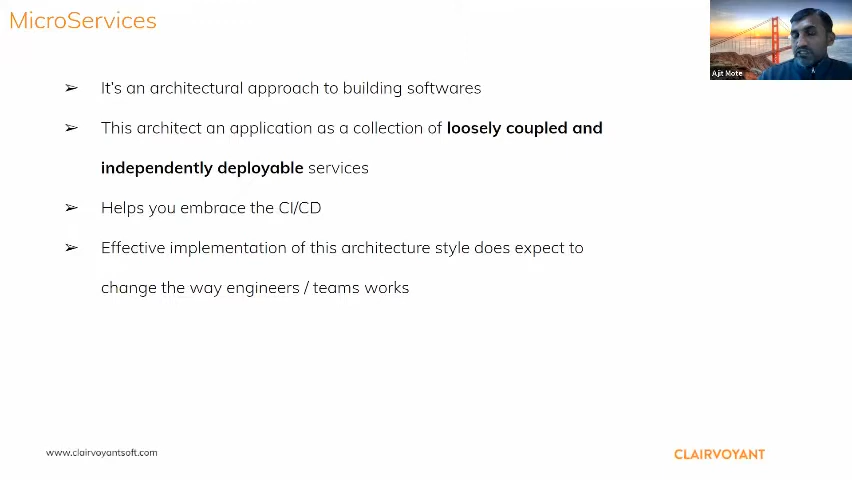 MicroServices
Ajit Mote
➢ It's an architectural approach to building softwares
➢ This architect an application as a collection of loosely coupled and
independently deployable services
➢ Helps you embrace the CI/CD
➢ Effective implementation of this architecture style does expect to
change the way engineers / teams works
www.clairvoyantsoft.com
CLAIRVOYANT